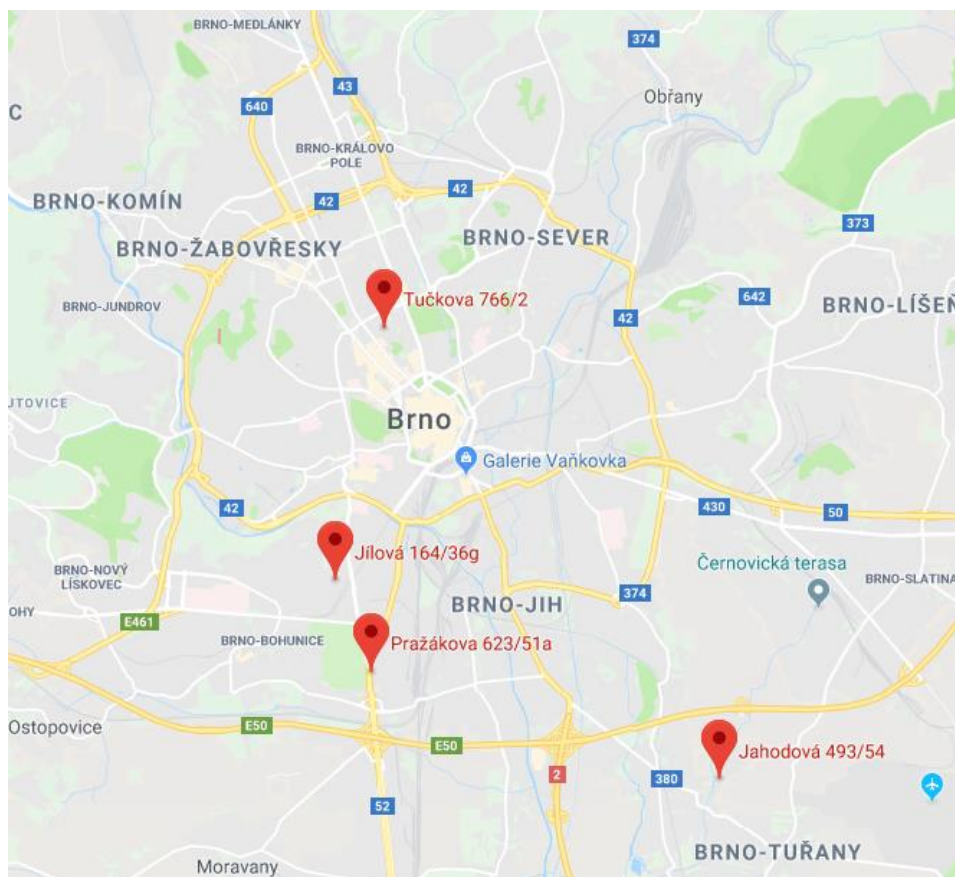 BRNO-MEDLÁNKY
374
43
Obřany
640
C
BRNO-KRÁLOVO
POLE
42
42
BRNO-KOMÍN
373
BRNO-SEVER
BRNO-ŽABOVŘESKY
Tučkova 766/2
642
BRNO-JUNDROV
BRNO-LÍŠEŇ
42
JTOVICE
Brno
Galerie Vaňkovka
42
430
50
Jílová 164/36g
Černovická terasa
BRNO-NOVÝ
LÍSKOVEC
BRNO-SLATINA
374
OHY
BRNO-JIH
E461
BRNO-BOHUNICE
Pražákova 623/51a
Ostopovice
E50
E50
Jahodová 493/54
2
380
52
BRNO-TUŘANY
Moravany